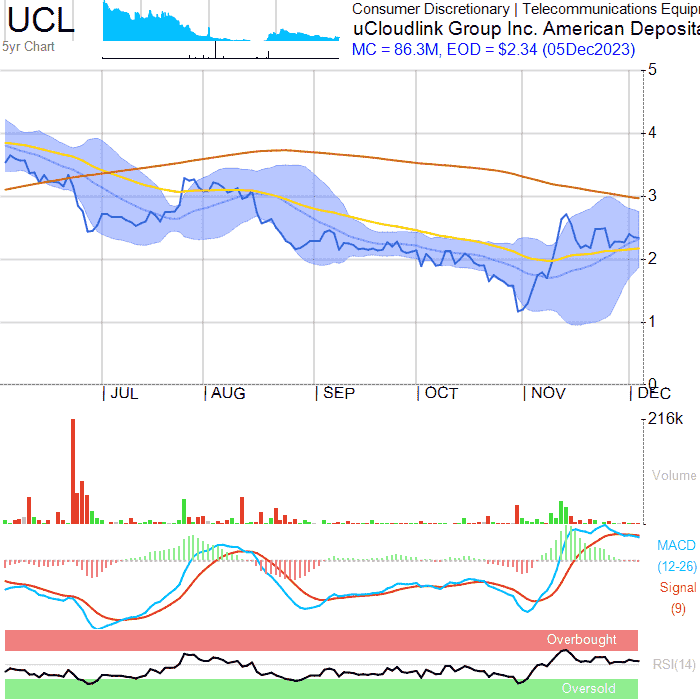 UCL
5yr Chart
Consumer Discretionary | Telecommunications Equip
uCloudlink Group Inc. American Deposita
MC = 86.3M, EOD = $2.34 (05Dec2023)
5
4
3
2
1
0
JUL AUG SEP OCT NOV DEC
216k
Volume
MACD
(12-26)
Signal
(9)
Overbought
RSI(14)
Oversold